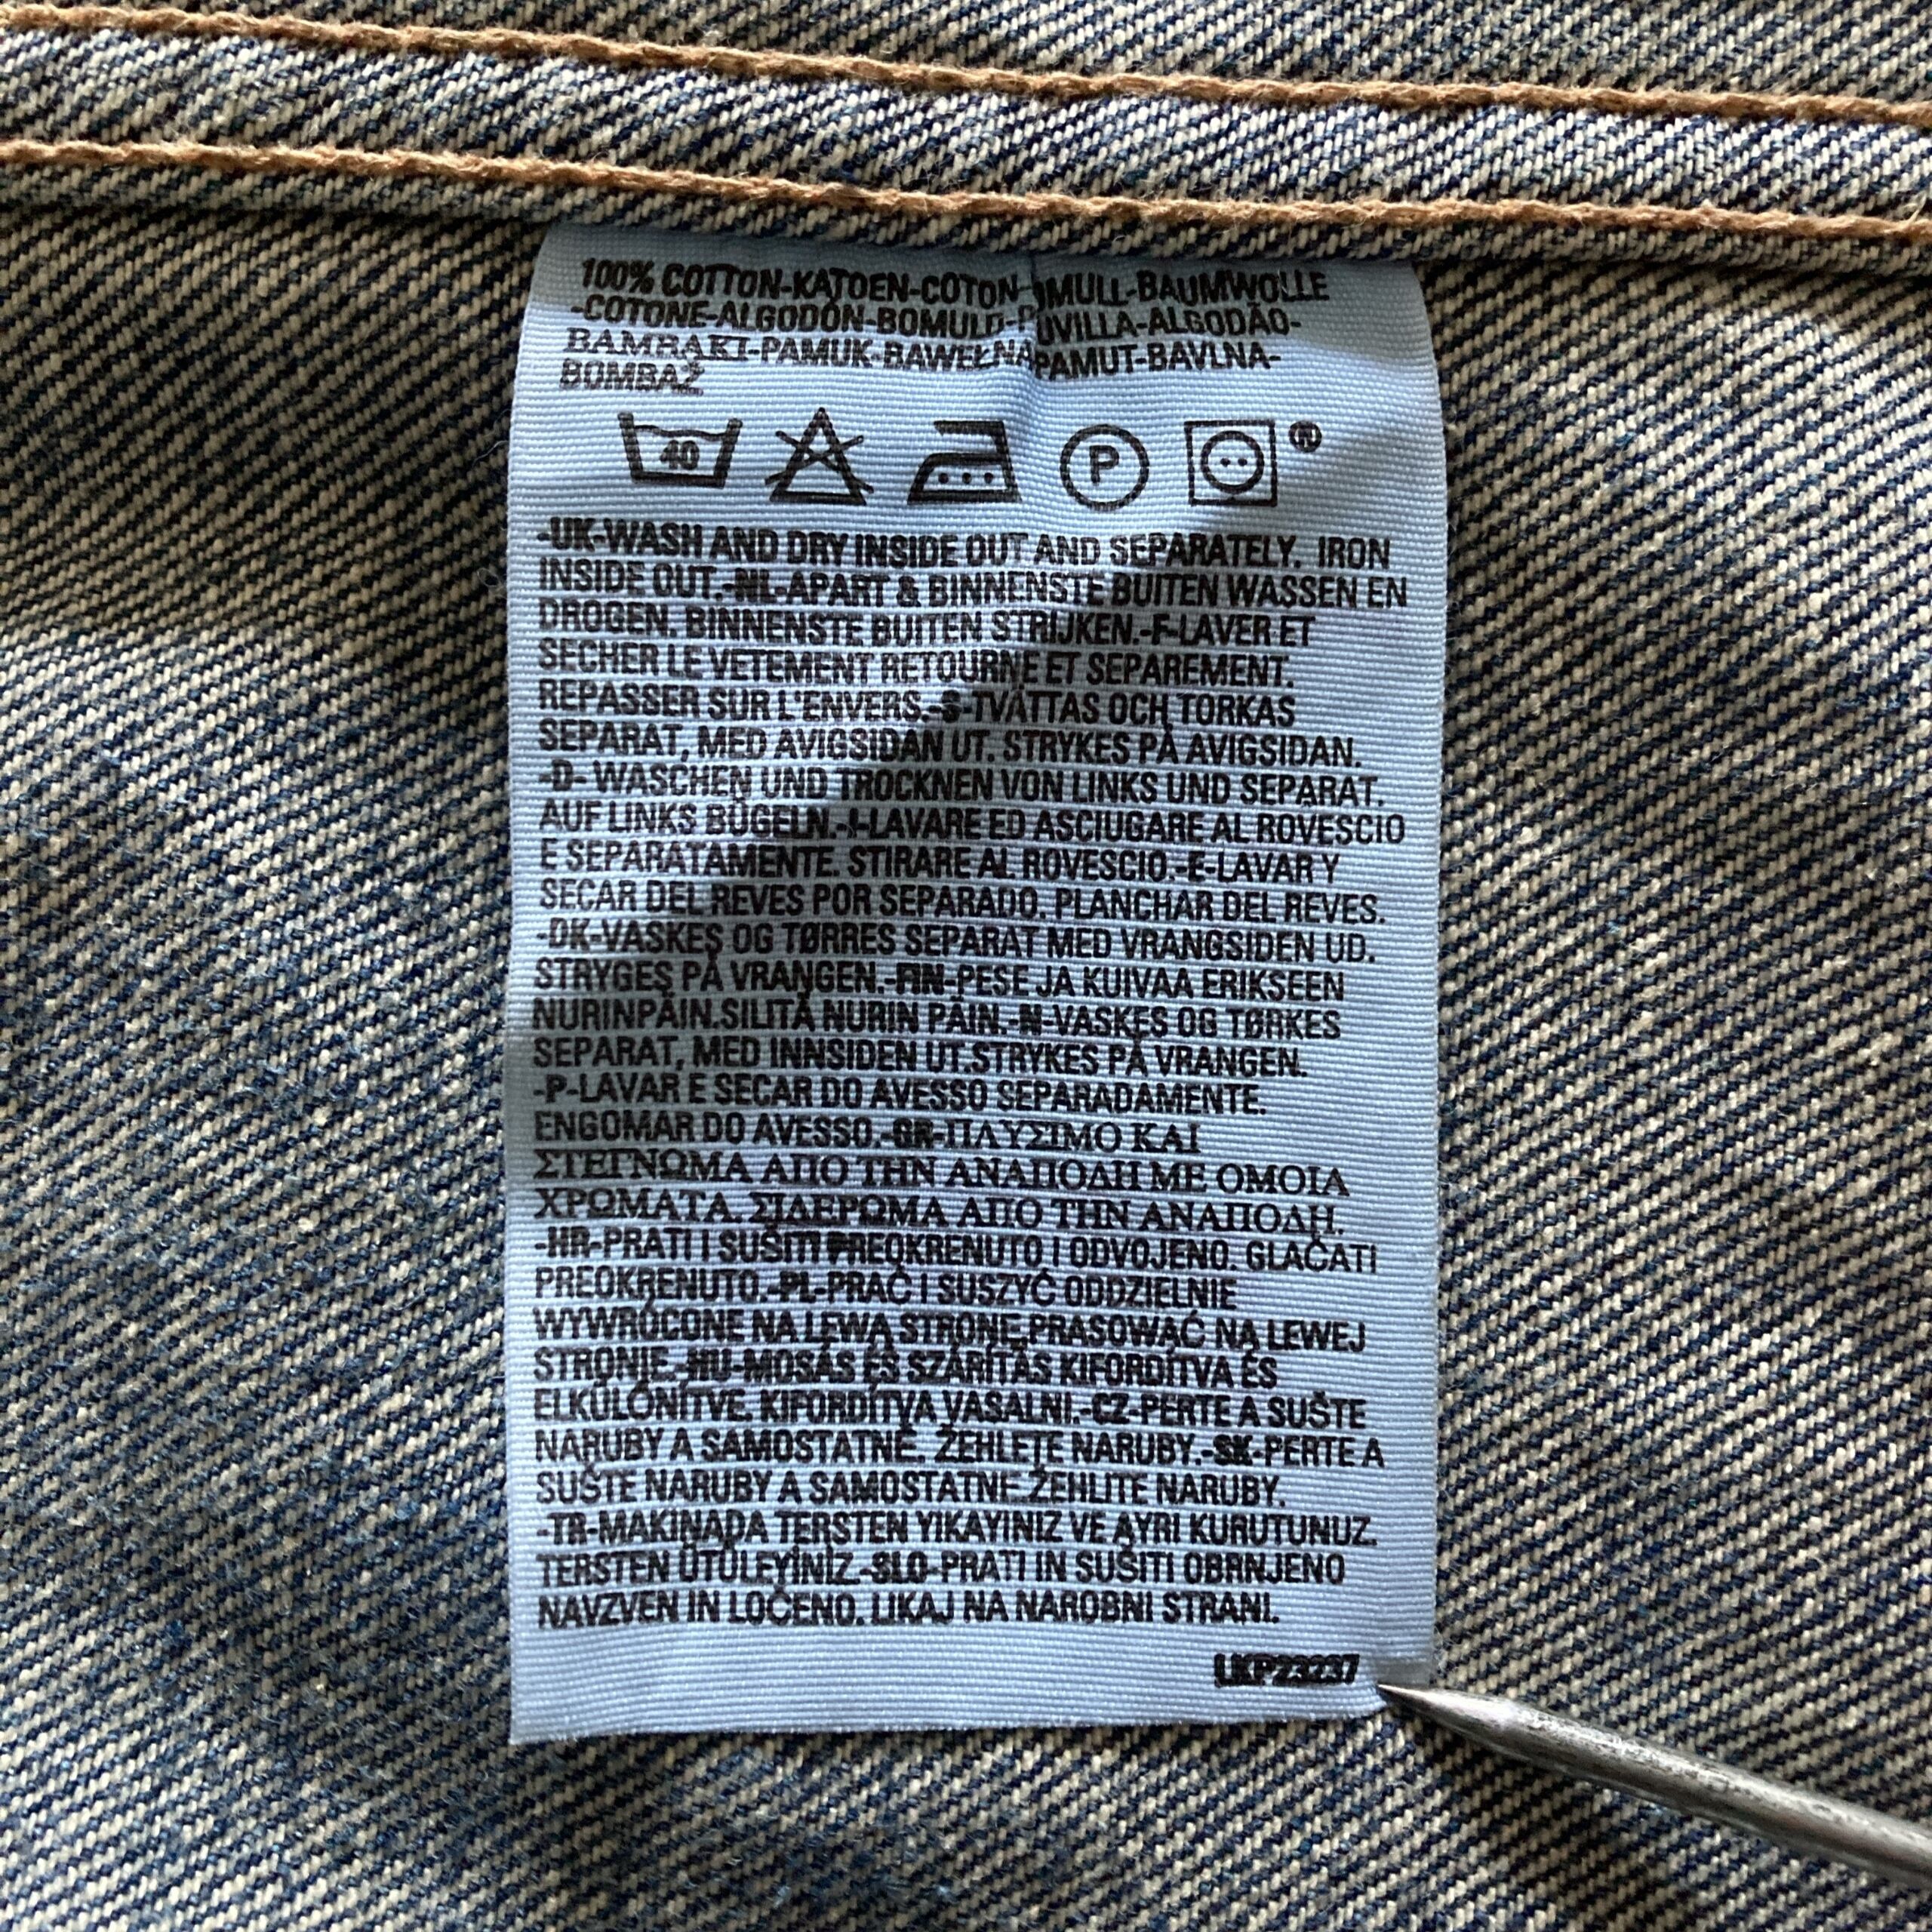 100% COTTON-KATOEN-COTON- MULL-BAUMWOLLE
-COTONE-ALGODÓN-BOMULD- UVILLA-ALGODÃO-
BAMBAKI-PAMUK-BAWEŁNA PAMUT-BAVLNA-
BOMBAŽ
40 P ®
-UK-WASH AND DRY INSIDE OUT AND SEPARATELY. IRON
INSIDE OUT.-NL-APART & BINNENSTE BUITEN WASSEN EN
DROGEN. BINNENSTE BUITEN STRIJKEN.-F-LAVER ET
SECHER LE VETEMENT RETOURNE ET SEPAREMENT.
REPASSER SUR L'ENVERS.-S-TVÄTTAS OCH TORKAS
SEPARAT, MED AVIGSIDAN UT. STRYKES PÅ AVIGSIDAN.
-D- WASCHEN UND TROCKNEN VON LINKS UND SEPARAT.
AUF LINKS BÜGELN.-I-LAVARE ED ASCIUGARE AL ROVESCIO
E SEPARATAMENTE. STIRARE AL ROVESCIO.-E-LAVAR Y
SECAR DEL REVES POR SEPARADO. PLANCHAR DEL REVES.
-DK-VASKES OG TØRRES SEPARAT MED VRANGSIDEN UD.
STRYGES PÅ VRANGEN.-FIN-PESE JA KUIVAA ERIKSEEN
NURINPÄIN.SILITÄ NURIN PÄIN.-N-VASKES OG TØRKES
SEPARAT, MED INNSIDEN UT.STRYKES PÅ VRANGEN.
-P-LAVAR E SECAR DO AVESSO SEPARADAMENTE.
ENGOMAR DO AVESSO.-GR-ΠΛΥΣΙΜΟ ΚΑΙ
ΣΤΕΓΝΩΜΑ ΑΠΟ ΤΗΝ ΑΝΑΠΟΔΗ ΜΕ ΟΜΟΙΑ
ΧΡΩΜΑΤΑ. ΣΙΔΕΡΩΜΑ ΑΠΟ ΤΗΝ ΑΝΑΠΟΔΗ.
-HR-PRATI I SUŠITI PREOKRENUTO I ODVOJENO. GLAČATI
PREOKRENUTO.-PL-PRAĆ I SUSZYĆ ODDZIELNIE
WYWRÓCONE NA LEWĄ STRONĘ,PRASOWAĆ NA LEWEJ
STRONIE.-HU-MOSÁS ÉS SZÁRÍTÁS KIFORDÍTVA ÉS
ELKÜLÖNÍTVE. KIFORDÍTVA VASALNI.-CZ-PERTE A SUŠTE
NARUBY A SAMOSTATNĚ. ŽEHLETE NARUBY.-SK-PERTE A
SUŠTE NARUBY A SAMOSTATNE.ŽEHLITE NARUBY.
-TR-MAKINADA TERSTEN YIKAYINIZ VE AYRI KURUTUNUZ.
TERSTEN ÜTÜLEYİNİZ.-SLO-PRATI IN SUŠITI OBRNJENO
NAVZVEN IN LOČENO. LIKAJ NA NAROBNI STRANI.
LKP23237